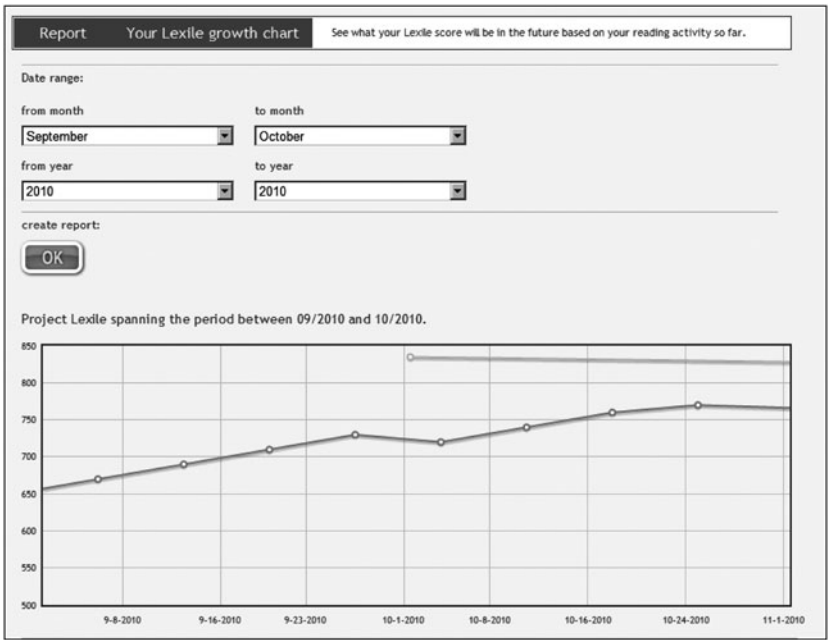 Report Your Lexile growth chart See what your Lexile score will be in the future based on your reading activity so far.
Date range:
from month to month
September October
from year to year
2010 2010
create report:
OK
Project Lexile spanning the period between 09/2010 and 10/2010.
850
800
750
700
650
600
550
500
9-8-2010 9-16-2010 9-23-2010 10-1-2010 10-8-2010 10-16-2010 10-24-2010 11-1-2010